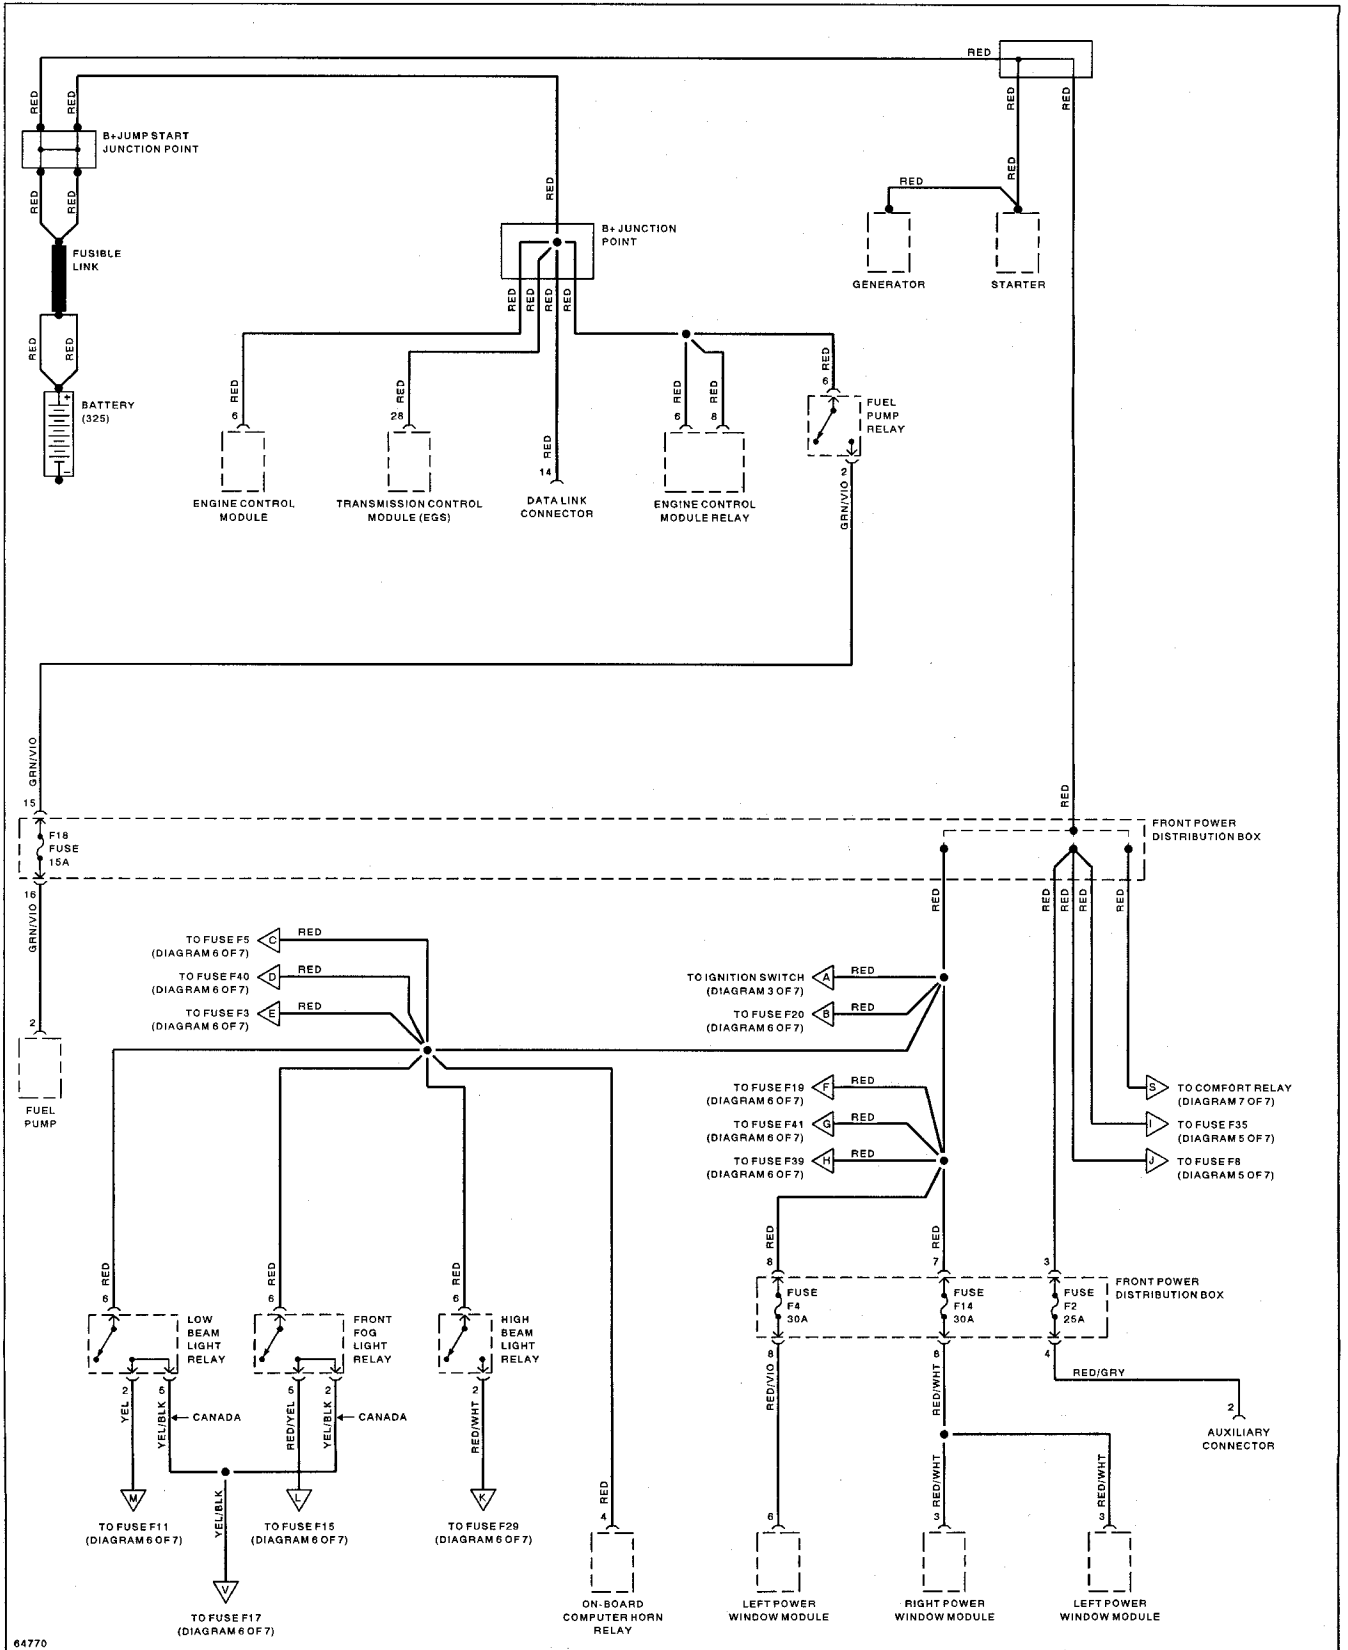 RED
RED
RED
B+ JUMP START
JUNCTION POINT
RED
RED
RED
RED
RED
RED
RED
FUSIBLE
LINK
RED
RED
BATTERY
(325)
+
−
B+ JUNCTION
POINT
GENERATOR
STARTER
RED
RED
RED
RED
RED
6
RED
28
RED
14
RED
6
RED
8
RED
6
FUEL
PUMP
RELAY
2
GRN/VIO
ENGINE CONTROL
MODULE
TRANSMISSION CONTROL
MODULE (EGS)
DATA LINK
CONNECTOR
ENGINE CONTROL
MODULE RELAY
GRN/VIO
15
RED
F18
FUSE
15A
FRONT POWER
DISTRIBUTION BOX
16
GRN/VIO
RED
RED
RED
RED
RED
TO FUSE F5
(DIAGRAM 6 OF 7)
C
RED
TO FUSE F40
(DIAGRAM 6 OF 7)
D
RED
TO FUSE F3
(DIAGRAM 6 OF 7)
E
RED
TO IGNITION SWITCH
(DIAGRAM 3 OF 7)
A
RED
TO FUSE F20
(DIAGRAM 6 OF 7)
B
RED
2
FUEL
PUMP
TO FUSE F19
(DIAGRAM 6 OF 7)
F
RED
TO FUSE F41
(DIAGRAM 6 OF 7)
G
RED
TO FUSE F39
(DIAGRAM 6 OF 7)
H
RED
S
TO COMFORT RELAY
(DIAGRAM 7 OF 7)
I
TO FUSE F35
(DIAGRAM 5 OF 7)
J
TO FUSE F8
(DIAGRAM 5 OF 7)
RED
8
RED
7
3
RED
6
RED
6
RED
6
FUSE
F4
30A
FUSE
F14
30A
FUSE
F2
25A
FRONT POWER
DISTRIBUTION BOX
LOW
BEAM
LIGHT
RELAY
FRONT
FOG
LIGHT
RELAY
HIGH
BEAM
LIGHT
RELAY
8
RED/VIO
8
RED/WHT
4
RED/GRY
2
AUXILIARY
CONNECTOR
2
YEL
5
YEL/BLK
CANADA
5
RED/YEL
2
YEL/BLK
CANADA
2
RED/WHT
M
L
K
TO FUSE F11
(DIAGRAM 6 OF 7)
YEL/BLK
TO FUSE F15
(DIAGRAM 6 OF 7)
TO FUSE F29
(DIAGRAM 6 OF 7)
RED
4
6
RED/WHT
3
RED/WHT
3
V
TO FUSE F17
(DIAGRAM 6 OF 7)
ON-BOARD
COMPUTER HORN
RELAY
LEFT POWER
WINDOW MODULE
RIGHT POWER
WINDOW MODULE
LEFT POWER
WINDOW MODULE
64770